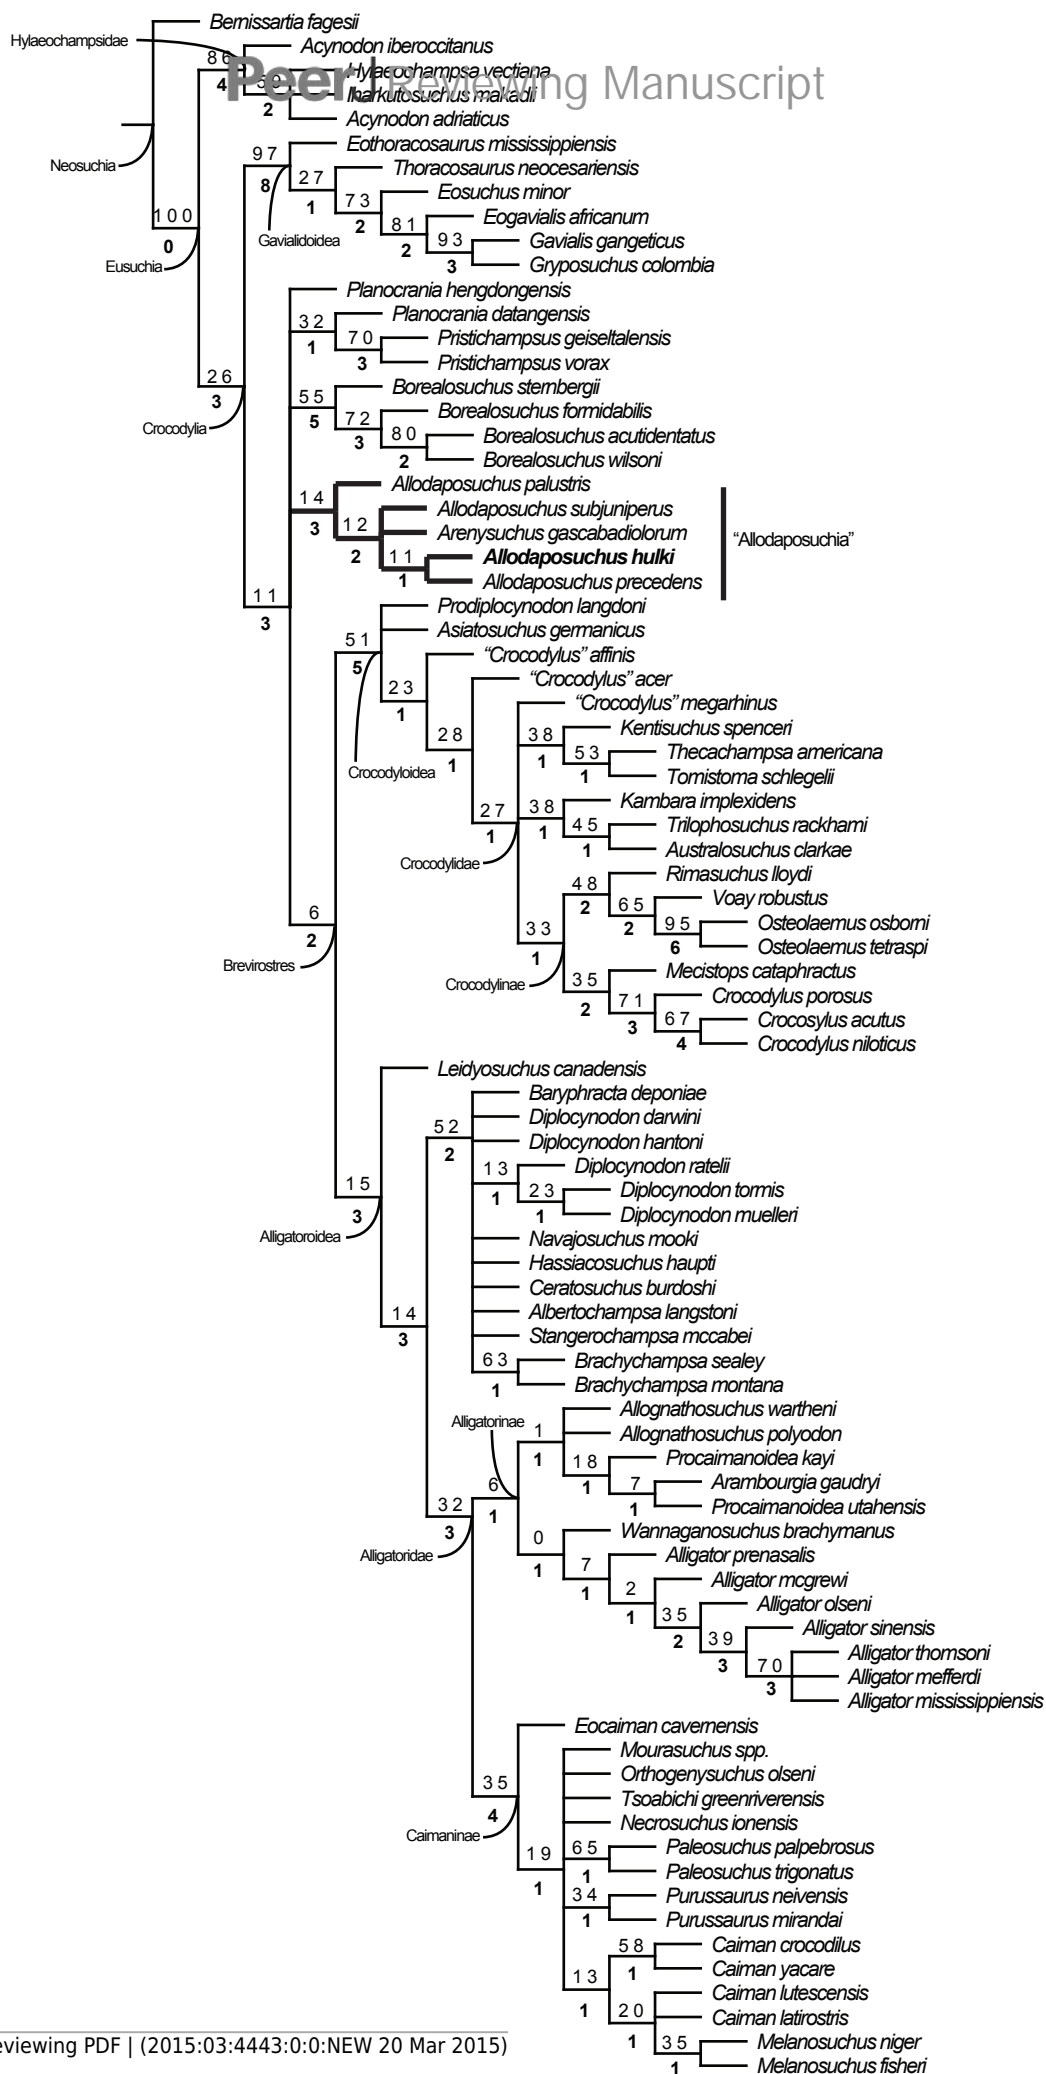 Bernissartia fagesii
Hylaeochampsidae
Acynodon iberoccitanus
86
4
PeerJ Reviewing Manuscript
Hylaeochampsa vectiana
59
Iharkutosuchus makadii
2
Acynodon adriaticus
Eothoracosaurus mississippiensis
97
Neosuchia
8
Thoracosaurus neocesariensis
27
1
Eosuchus minor
73
2
Eogavialis africanum
81
2
100
0
Gavialidoidea
93
Gavialis gangeticus
3
Gryposuchus colombia
Eusuchia
Planocrania hengdongensis
32
Planocrania datangensis
1
70
Pristichampsus geiseltalensis
3
Pristichampsus vorax
26
3
Borealosuchus sternbergii
55
5
Borealosuchus formidabilis
72
3
Crocodylia
80
Borealosuchus acutidentatus
2
Borealosuchus wilsoni
Allodaposuchus palustris
14
3
Allodaposuchus subjuniperus
12
Arenysuchus gascabadiolorum
“Allodaposuchia”
2
11
Allodaposuchus hulki
1
Allodaposuchus precedens
11
3
Prodiplocynodon langdoni
Asiatosuchus germanicus
51
5
“Crocodylus” affinis
23
1
“Crocodylus” acer
28
1
“Crocodylus” megarhinus
Kentisuchus spenceri
38
1
53
Thecachampsa americana
1
Tomistoma schlegelii
Crocodyloidea
Kambara implexidens
27
1
38
1
45
Trilophosuchus rackhami
1
Australosuchus clarkae
Crocodylidae
Rimasuchus lloydi
48
2
Voay robustus
65
2
95
Osteolaemus osborni
6
Osteolaemus tetraspi
6
2
33
1
Brevirostres
Mecistops cataphractus
Crocodylinae
35
2
Crocodylus porosus
71
3
67
Crocosylus acutus
4
Crocodylus niloticus
Leidyosuchus canadensis
Baryphracta deponiae
Diplocynodon darwini
52
2
Diplocynodon hantoni
Diplocynodon ratelii
13
1
23
Diplocynodon tormis
1
Diplocynodon muelleri
15
3
Alligatoroidea
Navajosuchus mooki
Hassiacosuchus haupti
Ceratosuchus burdoshi
Albertochampsa langstoni
14
3
Stangerochampsa mccabei
63
Brachychampsa sealey
1
Brachychampsa montana
Allognathosuchus wartheni
Alligatorinae
1
1
Allognathosuchus polyodon
Procaimanoidea kayi
18
1
7
Arambourgia gaudryi
1
Procaimanoidea utahensis
6
1
32
3
Wannaganosuchus brachymanus
0
1
Alligatoridae
Alligator prenasalis
7
1
Alligator mcgrewi
2
1
Alligator olseni
35
2
Alligator sinensis
39
3
Alligator thomsoni
70
Alligator mefferdi
3
Alligator mississippiensis
Eocaiman cavernensis
Mourasuchus spp.
Orthogenysuchus olseni
35
4
Tsoabichi greenriverensis
Necrosuchus ionensis
Caimaninae
19
1
65
Paleosuchus palpebrosus
1
Paleosuchus trigonatus
34
Purussaurus neivensis
1
Purussaurus mirandai
58
Caiman crocodilus
1
Caiman yacare
13
1
Caiman lutescensis
20
Caiman latirostris
1
35
Melanosuchus niger
1
Melanosuchus fisheri
eviewing PDF | (2015:03:4443:0:0:NEW 20 Mar 2015)